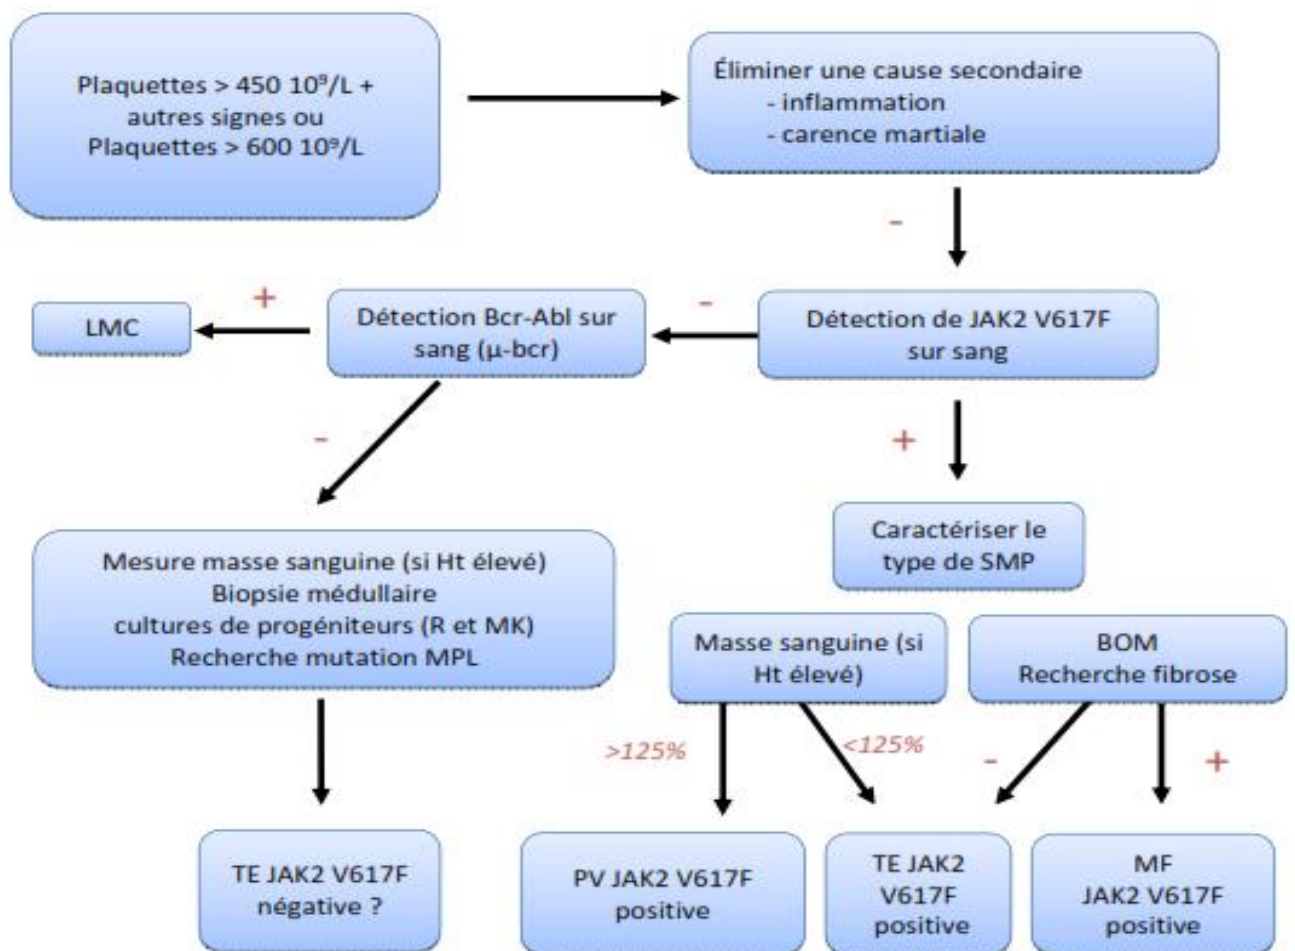 Plaquettes > 450 10⁹/L +
autres signes ou
Plaquettes > 600 10⁹/L
Éliminer une cause secondaire
- inflammation
- carence martiale
-
LMC
+
Détection Bcr-Abl sur
sang (µ-bcr)
-
Détection de JAK2 V617F
sur sang
-
+
Caractériser le
type de SMP
Mesure masse sanguine (si Ht élevé)
Biopsie médullaire
cultures de progéniteurs (R et MK)
Recherche mutation MPL
Masse sanguine (si
Ht élevé)
BOM
Recherche fibrose
>125%
<125%
-
+
TE JAK2 V617F
négative ?
PV JAK2 V617F
positive
TE JAK2
V617F
positive
MF
JAK2 V617F
positive